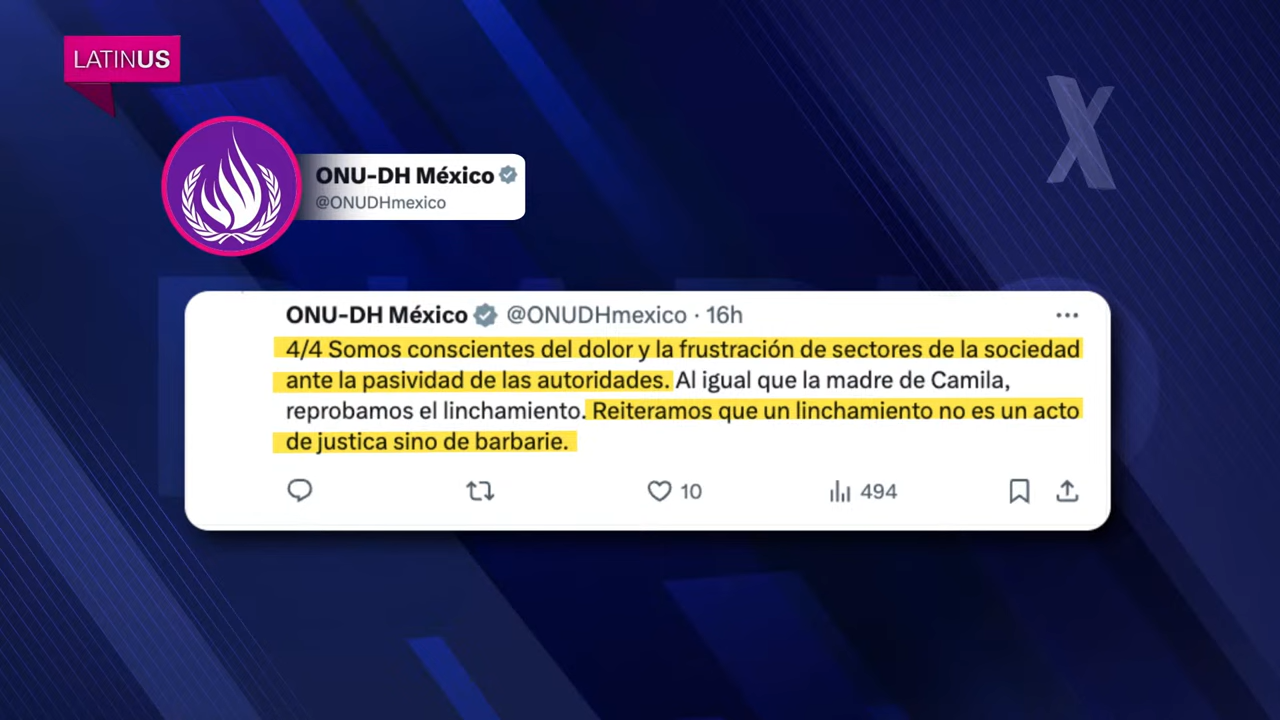 LATINUS
X
ONU-DH México
@ONUDHmexico
ONU-DH México @ONUDHmexico · 16h
4/4 Somos conscientes del dolor y la frustración de sectores de la sociedad
ante la pasividad de las autoridades. Al igual que la madre de Camila,
reprobamos el linchamiento. Reiteramos que un linchamiento no es un acto
de justica sino de barbarie.
10
494